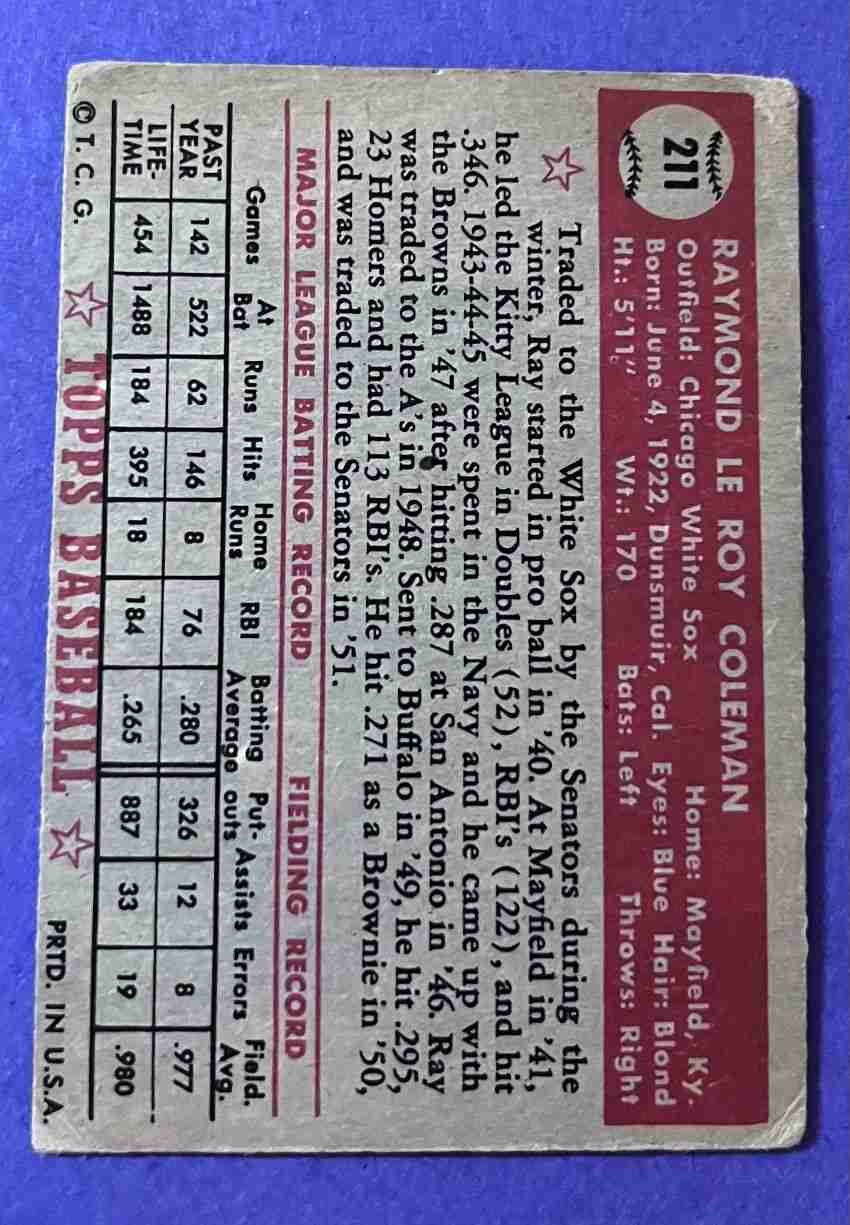 211
RAYMOND LE ROY COLEMAN
Outfield: Chicago White Sox Home: Mayfield, Ky.
Born: June 4, 1922, Dunsmuir, Cal. Eyes: Blue Hair: Blond
Ht.: 5'11" Wt.: 170 Bats: Left Throws: Right
Traded to the White Sox by the Senators during the
winter, Ray started in pro ball in '40. At Mayfield in '41,
he led the Kitty League in Doubles (52), RBI's (122), and hit
.346. 1943-44-45 were spent in the Navy and he came up with
the Browns in '47 after hitting .287 at San Antonio in '46. Ray
was traded to the A's in 1948. Sent to Buffalo in '49, he hit .295,
23 Homers and had 113 RBI's. He hit .271 as a Brownie in '50,
and was traded to the Senators in '51.
MAJOR LEAGUE BATTING RECORD FIELDING RECORD
Games At Bat Runs Hits Home Runs RBI Batting Average Put-outs Assists Errors Field. Avg.
PAST YEAR 142 522 62 146 8 76 .280 326 12 8 .977
LIFE-TIME 454 1488 184 395 18 184 .265 887 33 19 .980
© T. C. G. TOPPS BASEBALL PRTD. IN U.S.A.